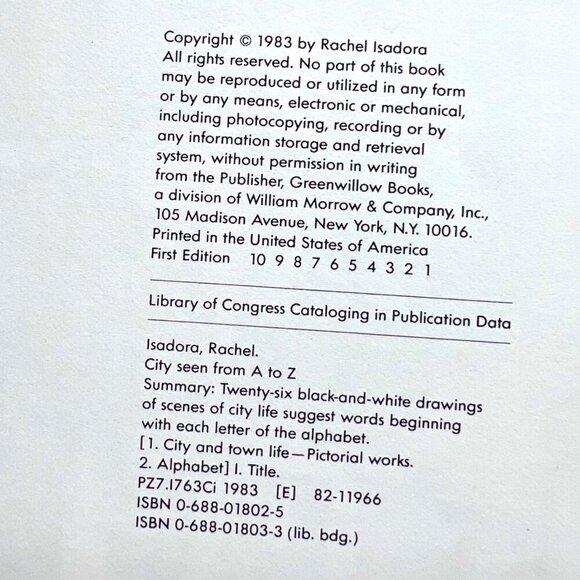 Copyright © 1983 by Rachel Isadora
All rights reserved. No part of this book
may be reproduced or utilized in any form
or by any means, electronic or mechanical,
including photocopying, recording or by
any information storage and retrieval
system, without permission in writing
from the Publisher, Greenwillow Books,
a division of William Morrow & Company, Inc.,
105 Madison Avenue, New York, N.Y. 10016.
Printed in the United States of America
First Edition 10 9 8 7 6 5 4 3 2 1
Library of Congress Cataloging in Publication Data
Isadora, Rachel.
City seen from A to Z
Summary: Twenty-six black-and-white drawings
of scenes of city life suggest words beginning
with each letter of the alphabet.
[1. City and town life—Pictorial works.
2. Alphabet] I. Title.
PZ7.I763Ci 1983 [E] 82-11966
ISBN 0-688-01802-5
ISBN 0-688-01803-3 (lib. bdg.)